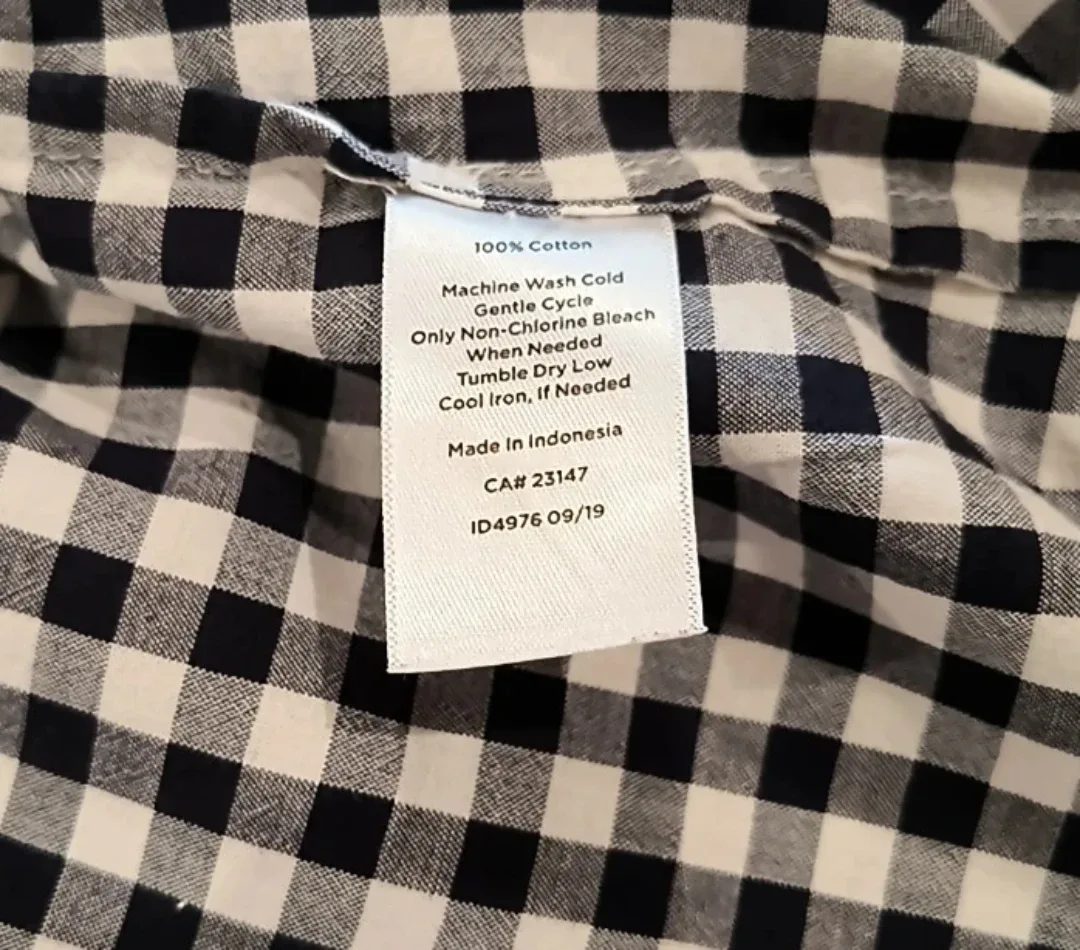 100% Cotton
Machine Wash Cold
Gentle Cycle
Only Non-Chlorine Bleach
When Needed
Tumble Dry Low
Cool Iron, If Needed
Made In Indonesia
CA# 23147
ID4976 09/19